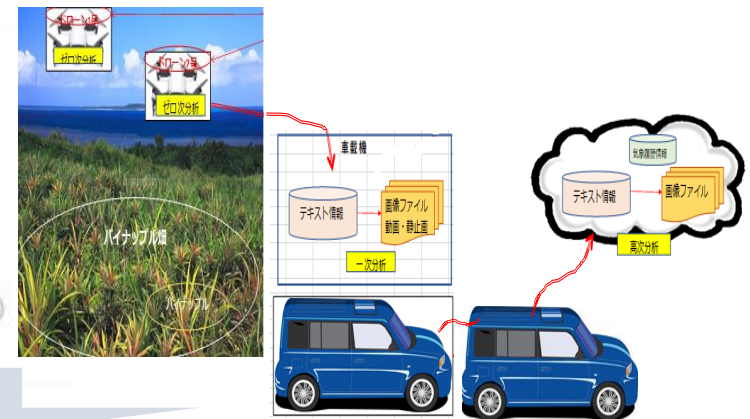 ドローン1号
ゼロ次分析
ドローン2号
ゼロ次分析
パイナップル畑
パイナップル
車載機
テキスト情報
画像ファイル
動画・静止画
一次分析
気象履歴情報
テキスト情報
画像ファイル
高次分析